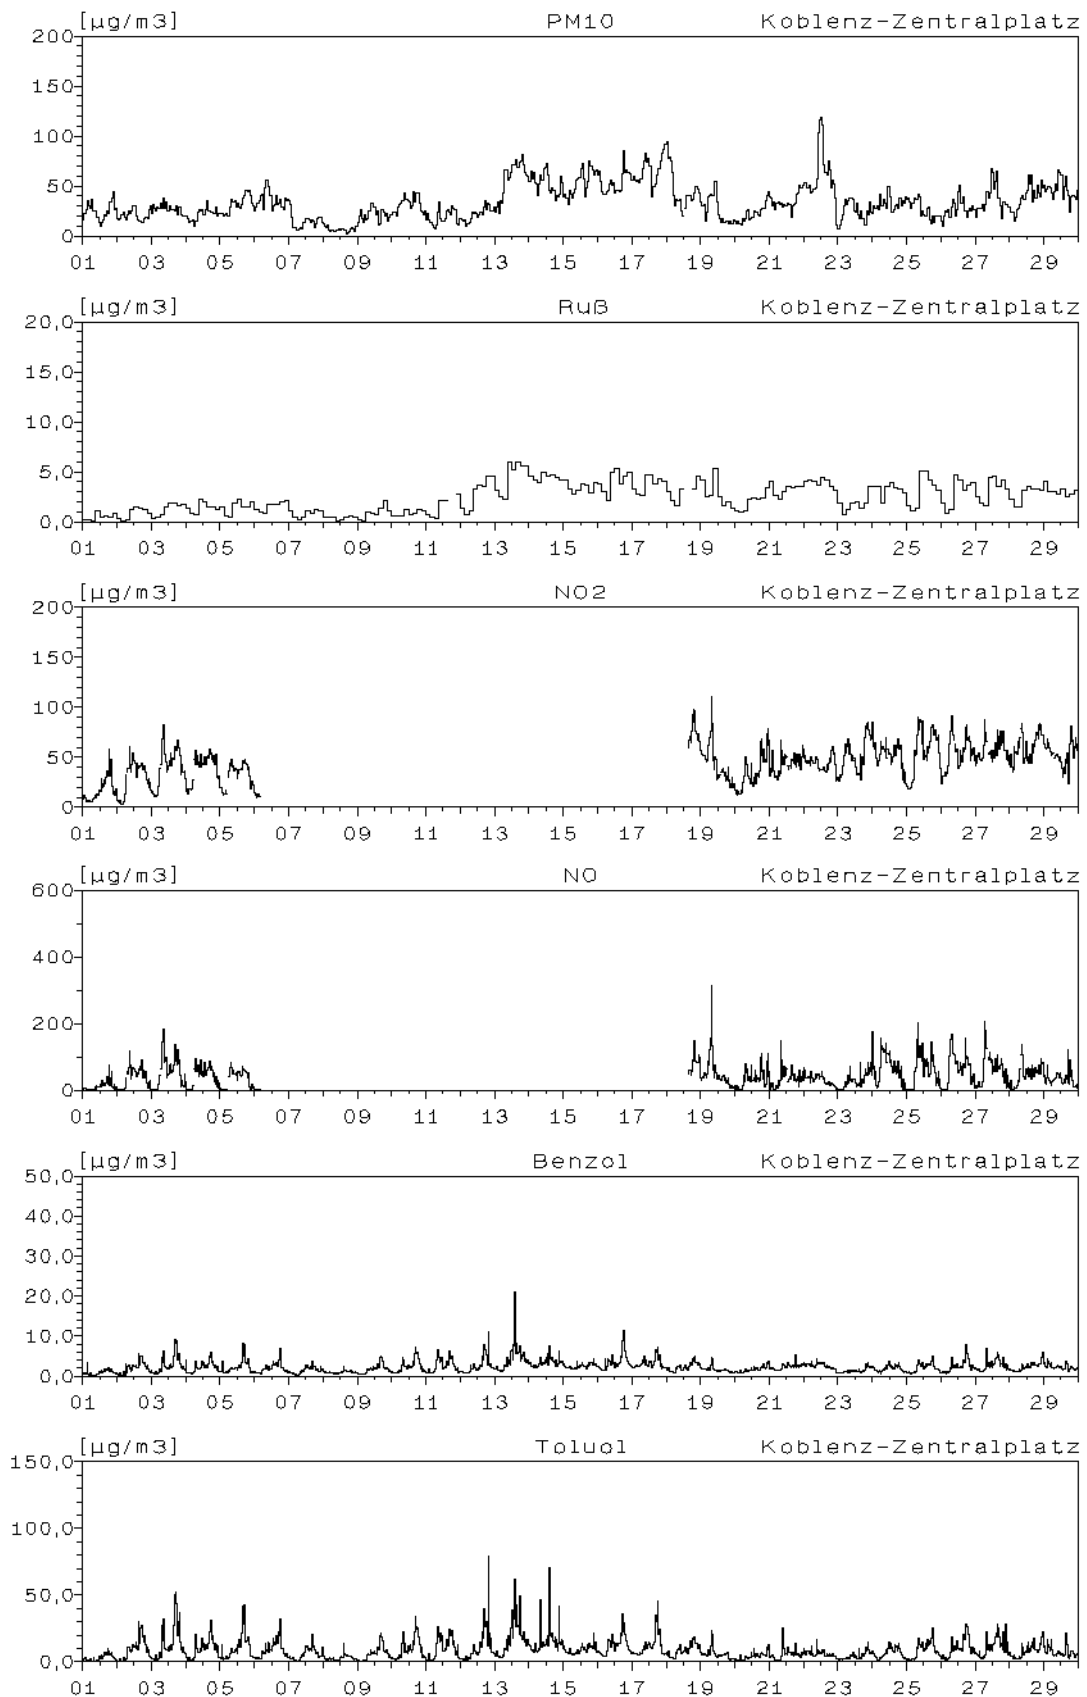 [µg/m3] PM10 Koblenz-Zentralplatz
200
150
100
50
0
01 03 05 07 09 11 13 15 17 19 21 23 25 27 29
[µg/m3] Ruß Koblenz-Zentralplatz
20,0
15,0
10,0
5,0
0,0
01 03 05 07 09 11 13 15 17 19 21 23 25 27 29
[µg/m3] NO2 Koblenz-Zentralplatz
200
150
100
50
0
01 03 05 07 09 11 13 15 17 19 21 23 25 27 29
[µg/m3] NO Koblenz-Zentralplatz
600
400
200
0
01 03 05 07 09 11 13 15 17 19 21 23 25 27 29
[µg/m3] Benzol Koblenz-Zentralplatz
50,0
40,0
30,0
20,0
10,0
0,0
01 03 05 07 09 11 13 15 17 19 21 23 25 27 29
[µg/m3] Toluol Koblenz-Zentralplatz
150,0
100,0
50,0
0,0
01 03 05 07 09 11 13 15 17 19 21 23 25 27 29